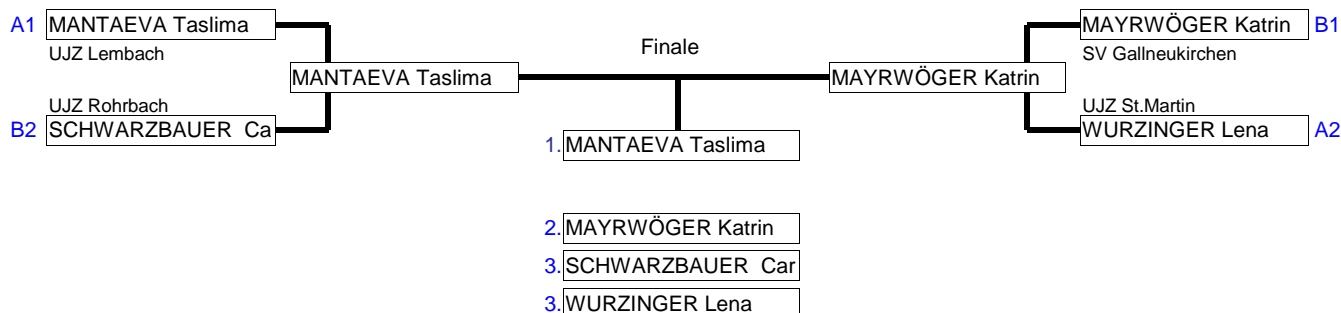 A1 MANTAEVA Taslima
UJZ Lembach
MAYRWÖGER Katrin B1
SV Gallneukirchen
Finale
MANTAEVA Taslima
MAYRWÖGER Katrin
UJZ Rohrbach
B2 SCHWARZBAUER Ca
UJZ St.Martin
WURZINGER Lena A2
1. MANTAEVA Taslima
2. MAYRWÖGER Katrin
3. SCHWARZBAUER Car
3. WURZINGER Lena